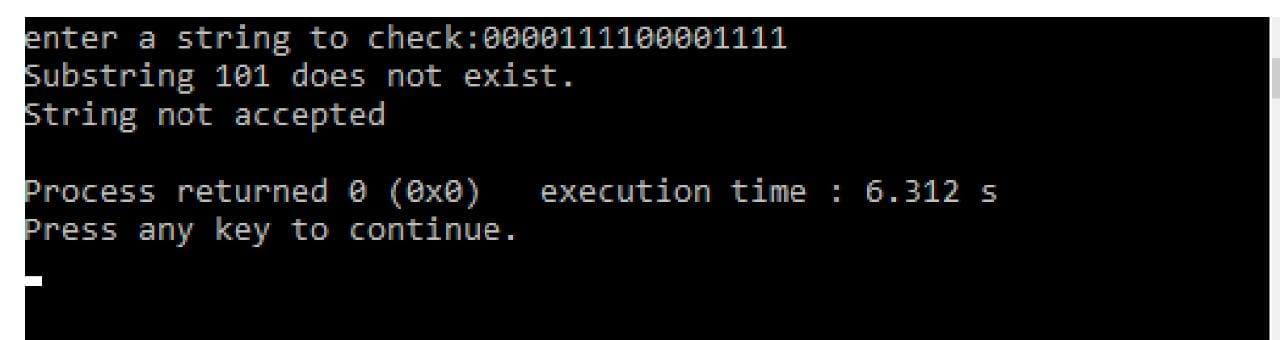 enter a string to check:0000111100001111
Substring 101 does not exist.
String not accepted
Process returned 0 (0x0)   execution time : 6.312 s
Press any key to continue.